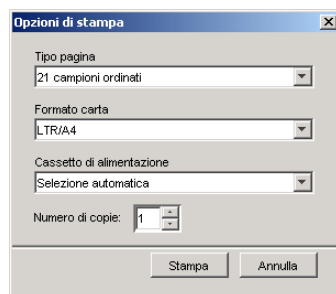 Opzioni di stampa
Tipo pagina
21 campioni ordinati
Formato carta
LTR/A4
Cassetto di alimentazione
Selezione automatica
Numero di copie: 1
Stampa Annulla